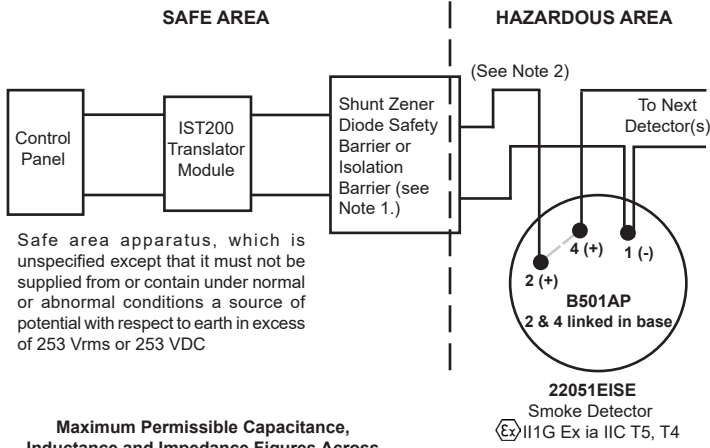 SAFE AREA
HAZARDOUS AREA
(See Note 2)
To Next
Detector(s)
Control
Panel
IST200
Translator
Module
Shunt Zener
Diode Safety
Barrier or
Isolation
Barrier (see
Note 1.)
4 (+)
1 (-)
2 (+)
B501AP
2 & 4 linked in base
Safe area apparatus, which is
unspecified except that it must not be
supplied from or contain under normal
or abnormal conditions a source of
potential with respect to earth in excess
of 253 Vrms or 253 VDC
22051EISE
Smoke Detector
Ex II1G Ex ia IIC T5, T4
Maximum Permissible Capacitance,
Inductance and Impedance Figures Across